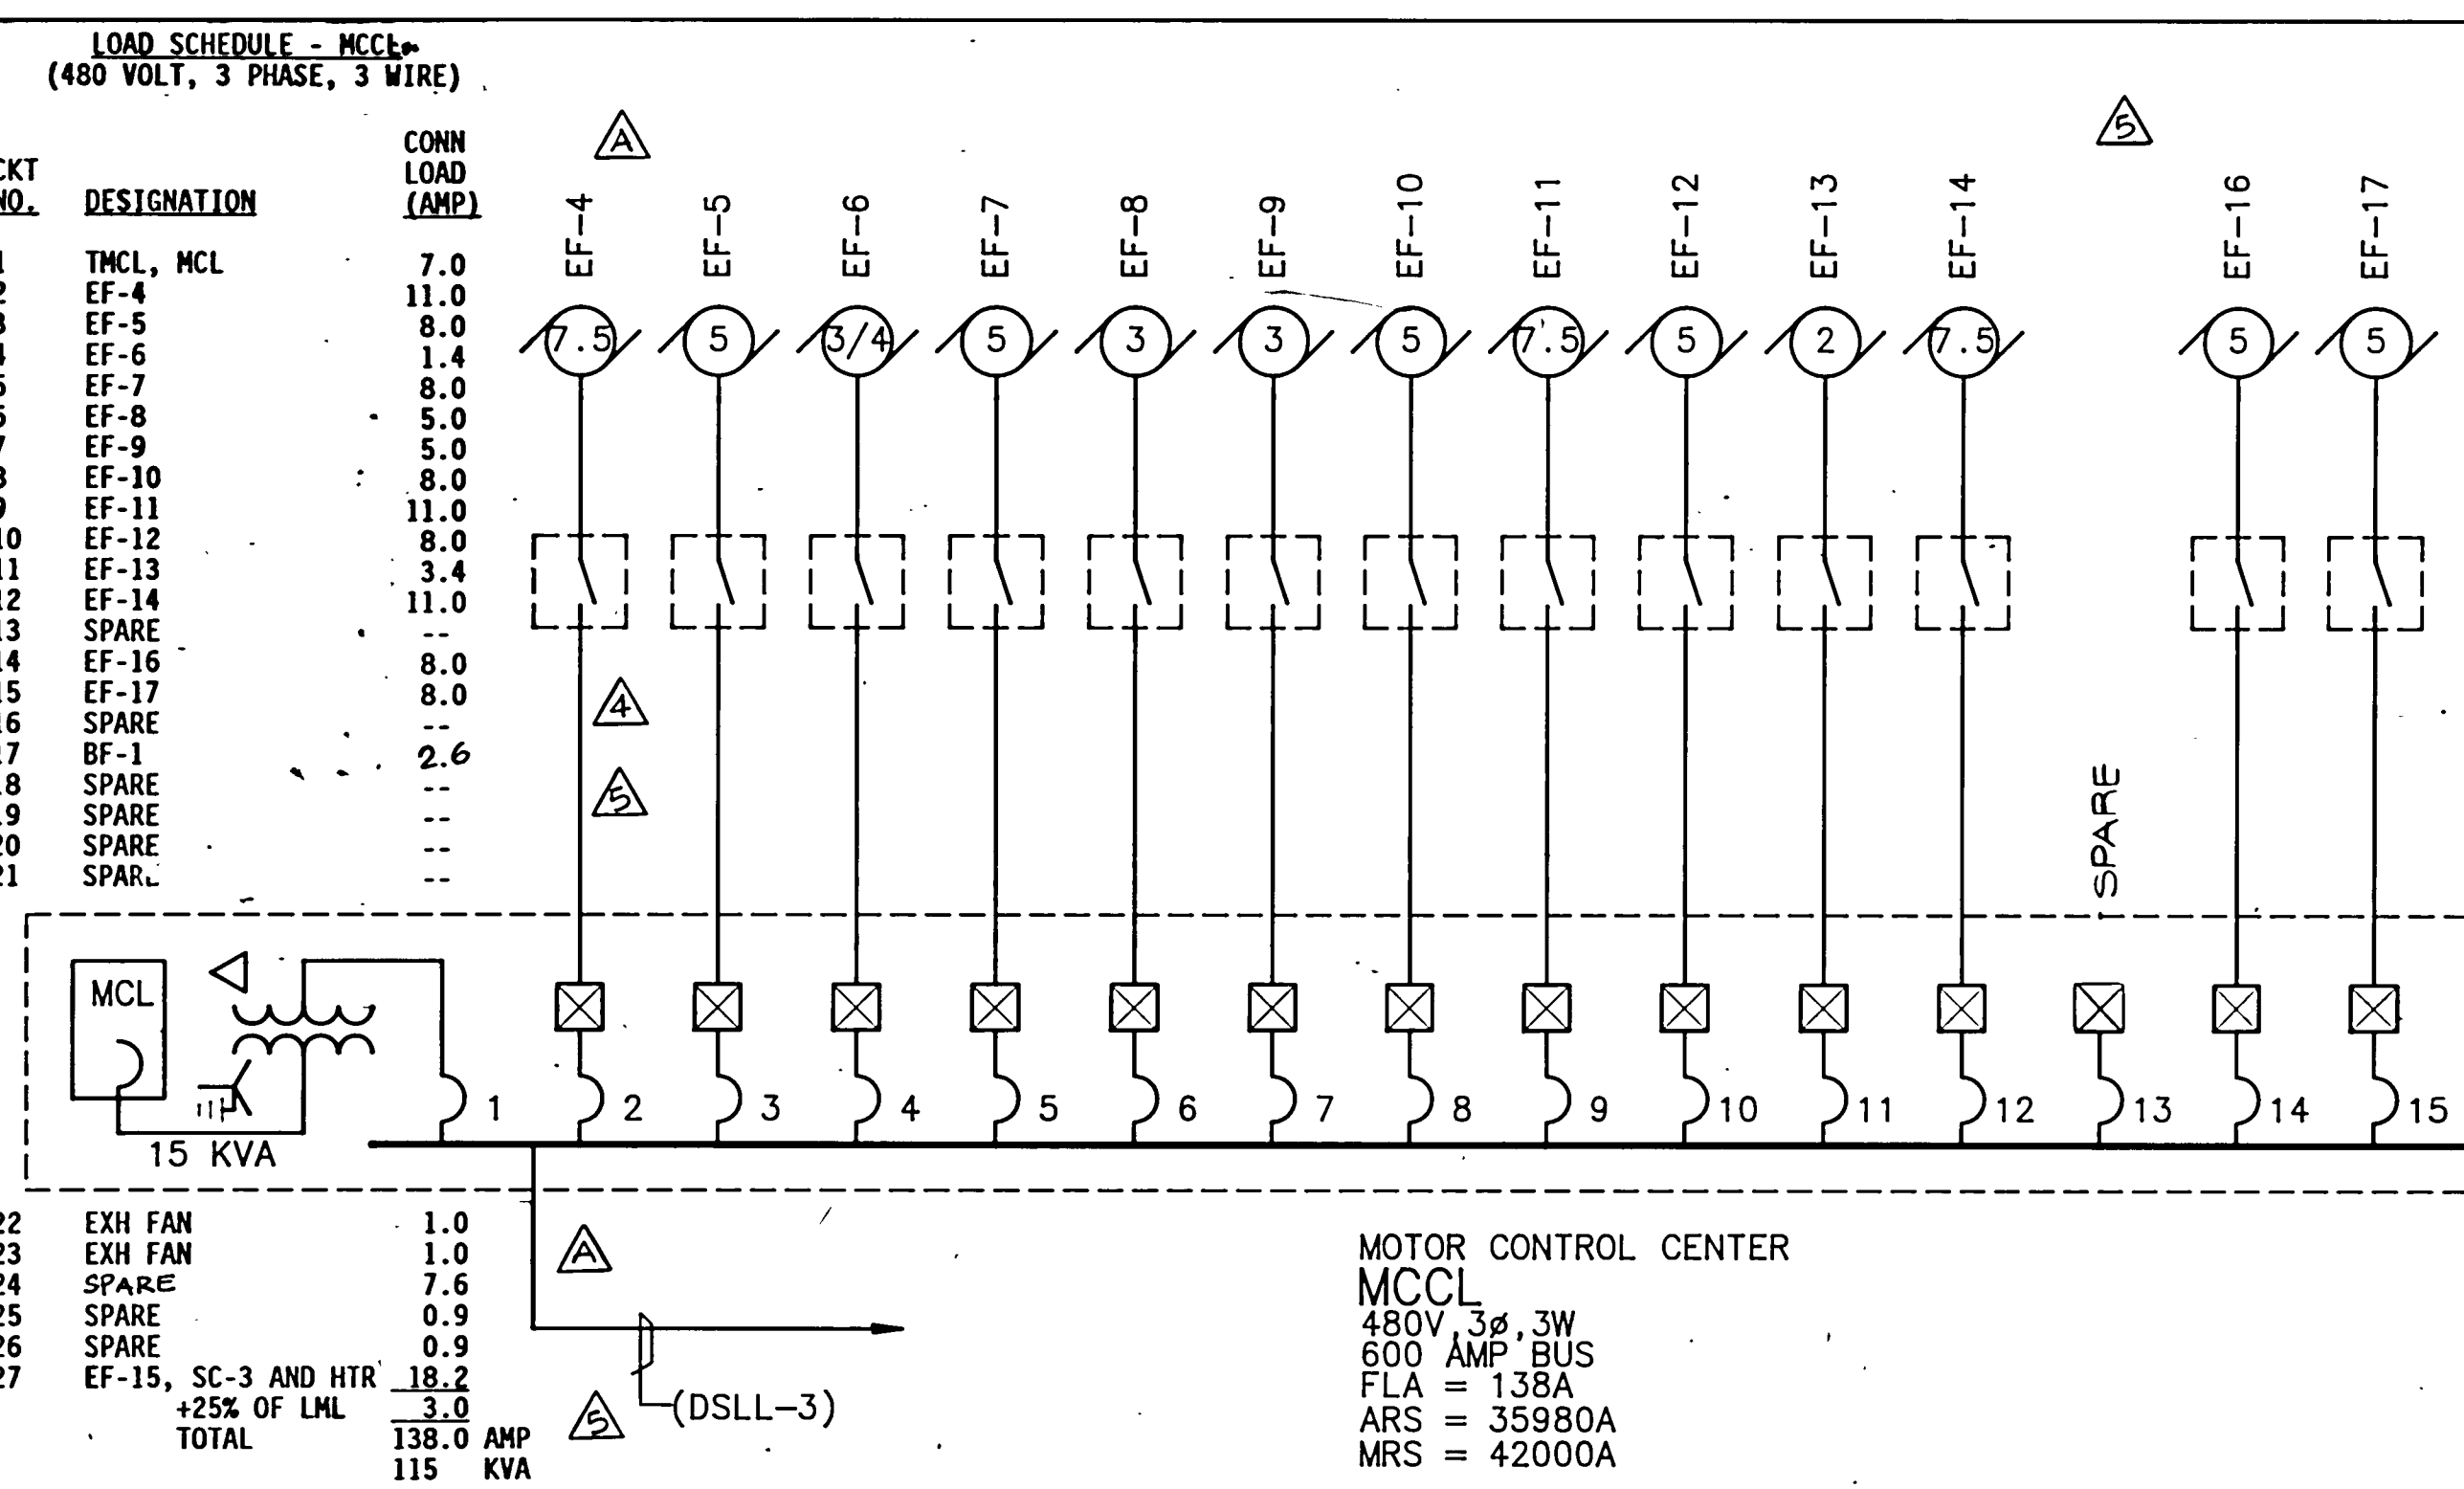 LOAD SCHEDULE - MCCL
(480 VOLT, 3 PHASE, 3 WIRE)
CKT NO. DESIGNATION CONN LOAD (AMP)
1 TMCL, MCL 7.0
2 EF-4 11.0
3 EF-5 8.0
4 EF-6 1.4
5 EF-7 8.0
6 EF-8 5.0
7 EF-9 5.0
8 EF-10 8.0
9 EF-11 11.0
10 EF-12 8.0
11 EF-13 3.4
12 EF-14 11.0
13 SPARE --
14 EF-16 8.0
15 EF-17 8.0
16 SPARE --
17 BF-1 2.6
18 SPARE --
19 SPARE --
20 SPARE --
21 SPARE --
A
5
EF-4 EF-5 EF-6 EF-7 EF-8 EF-9 EF-10 EF-11 EF-12 EF-13 EF-14 EF-16 EF-17
7.5 5 3/4 5 3 3 5 7.5 5 2 7.5 5 5
4
5
SPARE
MCL
1 2 3 4 5 6 7 8 9 10 11 12 13 14 15
15 KVA
22 EXH FAN 1.0
23 EXH FAN 1.0
24 SPARE 7.6
25 SPARE 0.9
26 SPARE 0.9
27 EF-15, SC-3 AND HTR 18.2
+25% OF LML 3.0
TOTAL 138.0 AMP
115 KVA
A
5
(DSLL-3)
MOTOR CONTROL CENTER
MCCL
480V,3ø,3W
600 AMP BUS
FLA = 138A
ARS = 35980A
MRS = 42000A